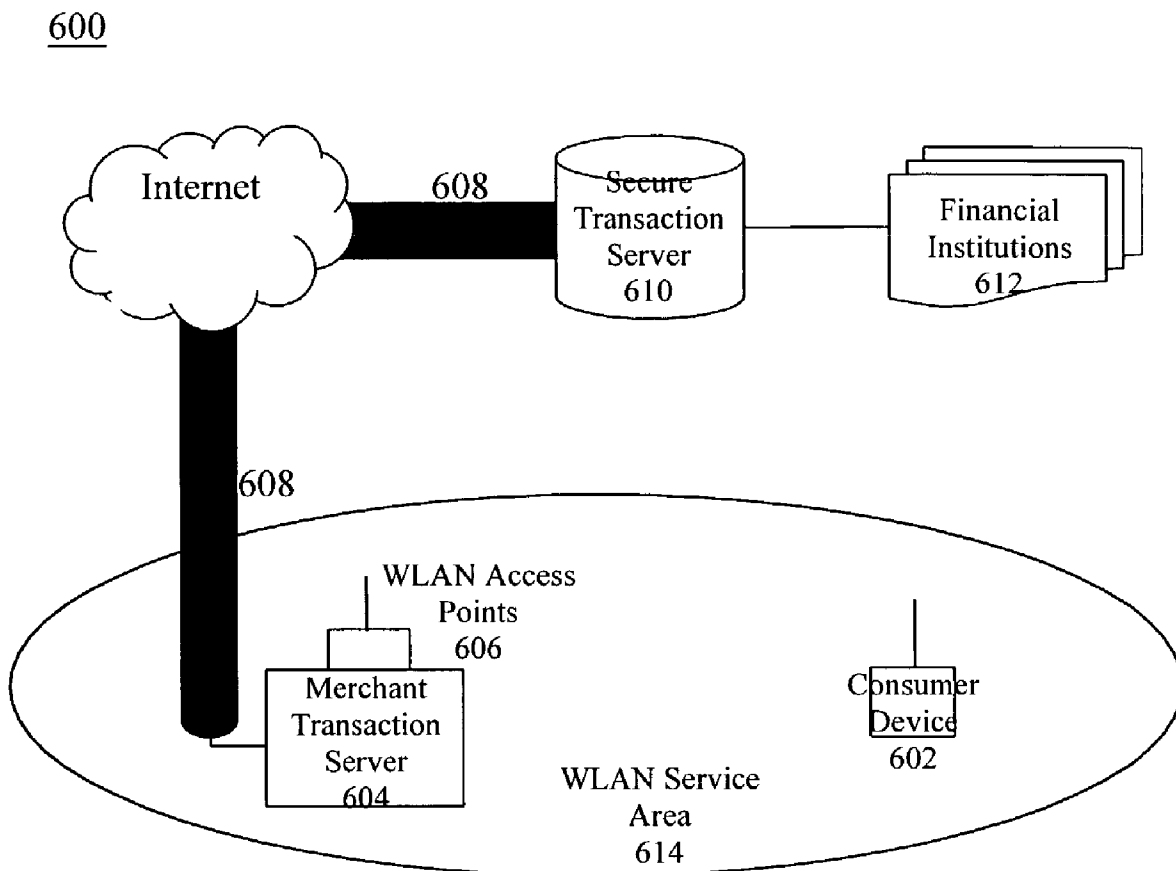 600
Internet
608
Secure
Transaction
Server
610
Financial
Institutions
612
608
WLAN Access
Points
606
Merchant
Transaction
Server
604
Consumer
Device
602
WLAN Service
Area
614